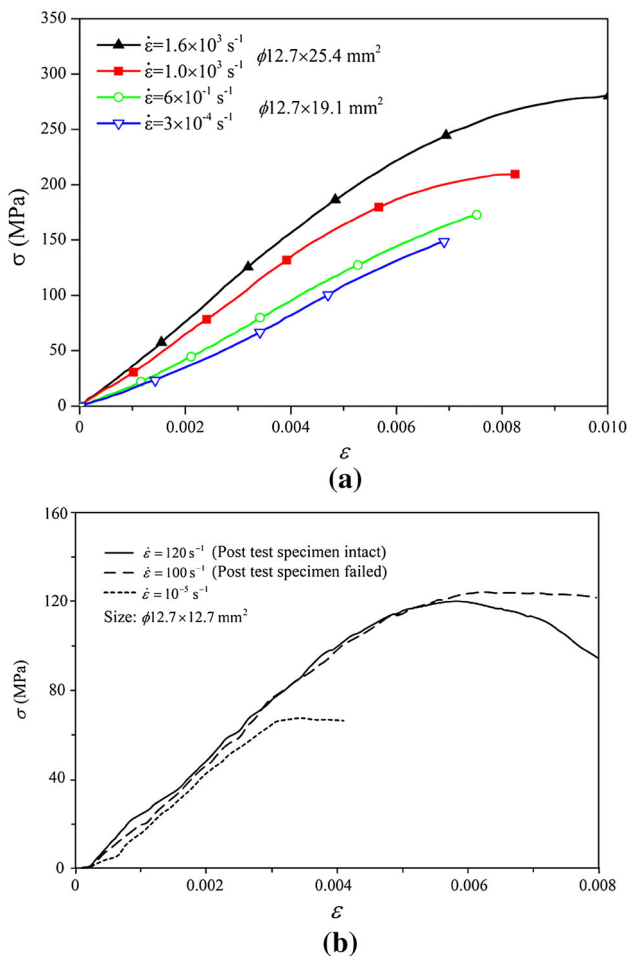 350
300
250
200
150
100
50
0
σ (MPa)
ε̇=1.6×10³ s⁻¹
ε̇=1.0×10³ s⁻¹
ϕ12.7×25.4 mm²
ε̇=6×10⁻¹ s⁻¹
ε̇=3×10⁻⁴ s⁻¹
ϕ12.7×19.1 mm²
0 0.002 0.004 0.006 0.008 0.010
ε
(a)
160
120
80
40
0
σ (MPa)
ε̇ = 120 s⁻¹ (Post test specimen intact)
ε̇ = 100 s⁻¹ (Post test specimen failed)
ε̇ = 10⁻⁵ s⁻¹
Size: ϕ12.7×12.7 mm²
0 0.002 0.004 0.006 0.008
ε
(b)